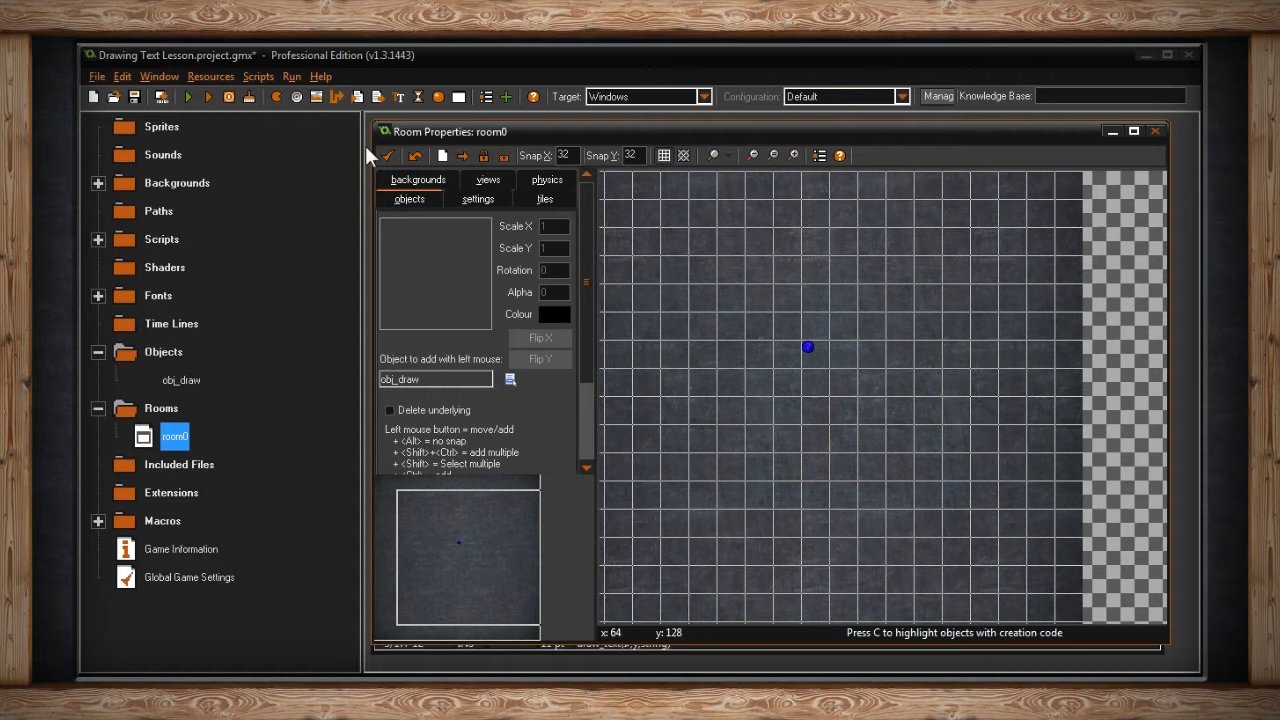 Drawing Text Lesson.project.gmx* - Professional Edition (v1.3.1443)
File Edit Window Resources Scripts Run Help
Target: Windows Configuration: Default Manag Knowledge Base:
Sprites
Sounds
Backgrounds
Paths
Scripts
Shaders
Fonts
Time Lines
Objects
obj_draw
Rooms
room0
Included Files
Extensions
Macros
Game Information
Global Game Settings
Room Properties: room0
Snap X: 32 Snap Y: 32
backgrounds views physics
objects settings tiles
Scale X 1
Scale Y 1
Rotation 0
Alpha 0
Colour
Flip X
Object to add with left mouse: Flip Y
obj_draw
Delete underlying
Left mouse button = move/add
+ <Alt> = no snap
+ <Shift>+<Ctrl> = add multiple
+ <Shift> = Select multiple
x: 64 y: 128 Press C to highlight objects with creation code